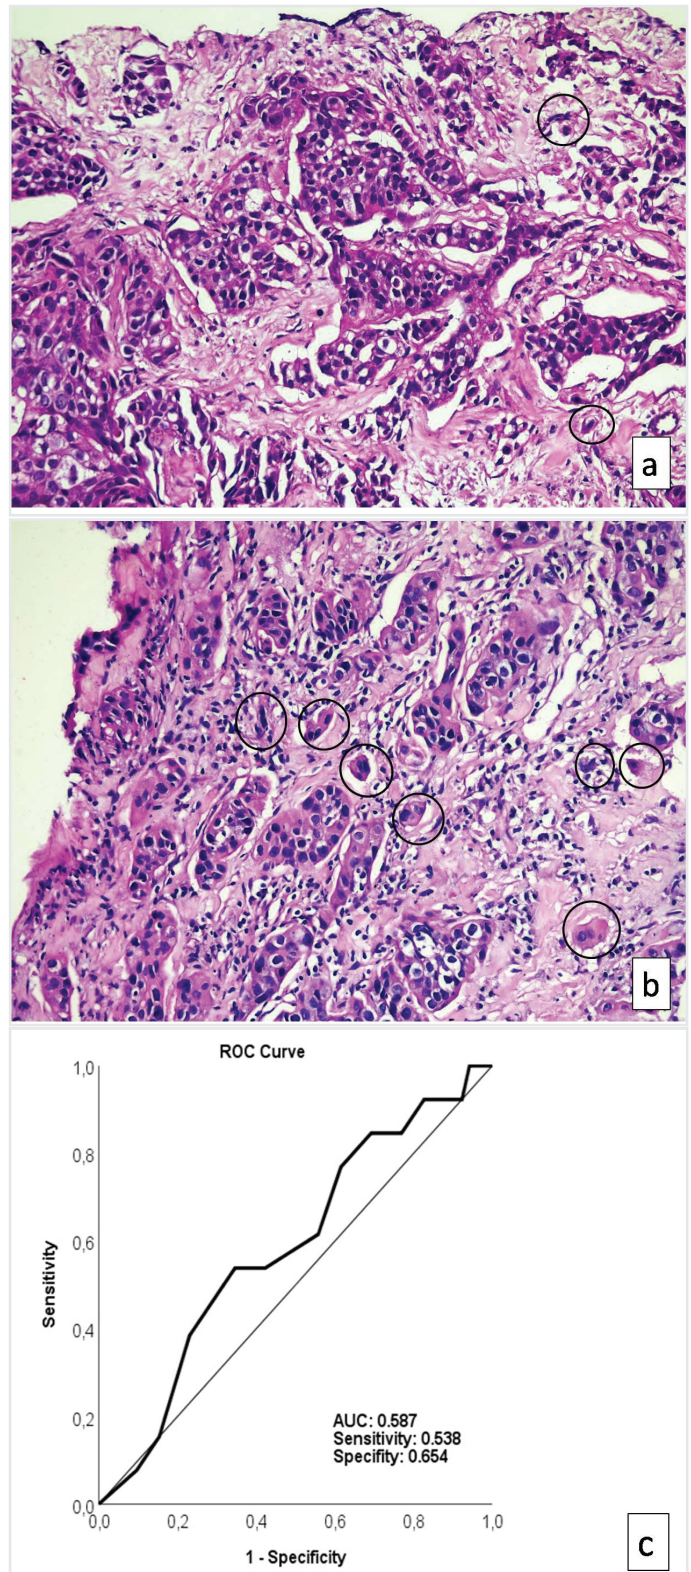 a
b
ROC Curve
1,0
0,8
0,6
0,4
0,2
0,0
Sensitivity
AUC: 0.587
Sensitivity: 0.538
Specifity: 0.654
0,0 0,2 0,4 0,6 0,8 1,0
1 - Specificity
c